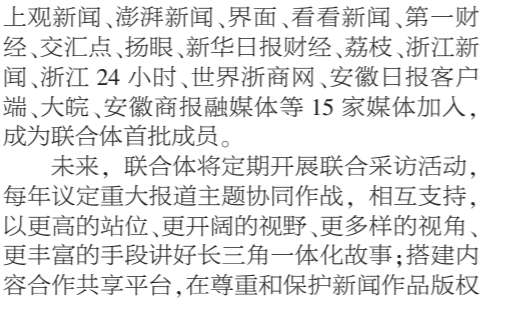 上观新闻、澎湃新闻、界面、看看新闻、第一财
经、交汇点、扬眼、新华日报财经、荔枝、浙江新
闻、浙江 24 小时、世界浙商网、安徽日报客户
端、大皖、安徽商报融媒体等 15 家媒体加入，
成为联合体首批成员。
未来，联合体将定期开展联合采访活动，
每年议定重大报道主题协同作战，相互支持，
以更高的站位、更开阔的视野、更多样的视角、
更丰富的手段讲好长三角一体化故事；搭建内
容合作共享平台，在尊重和保护新闻作品版权